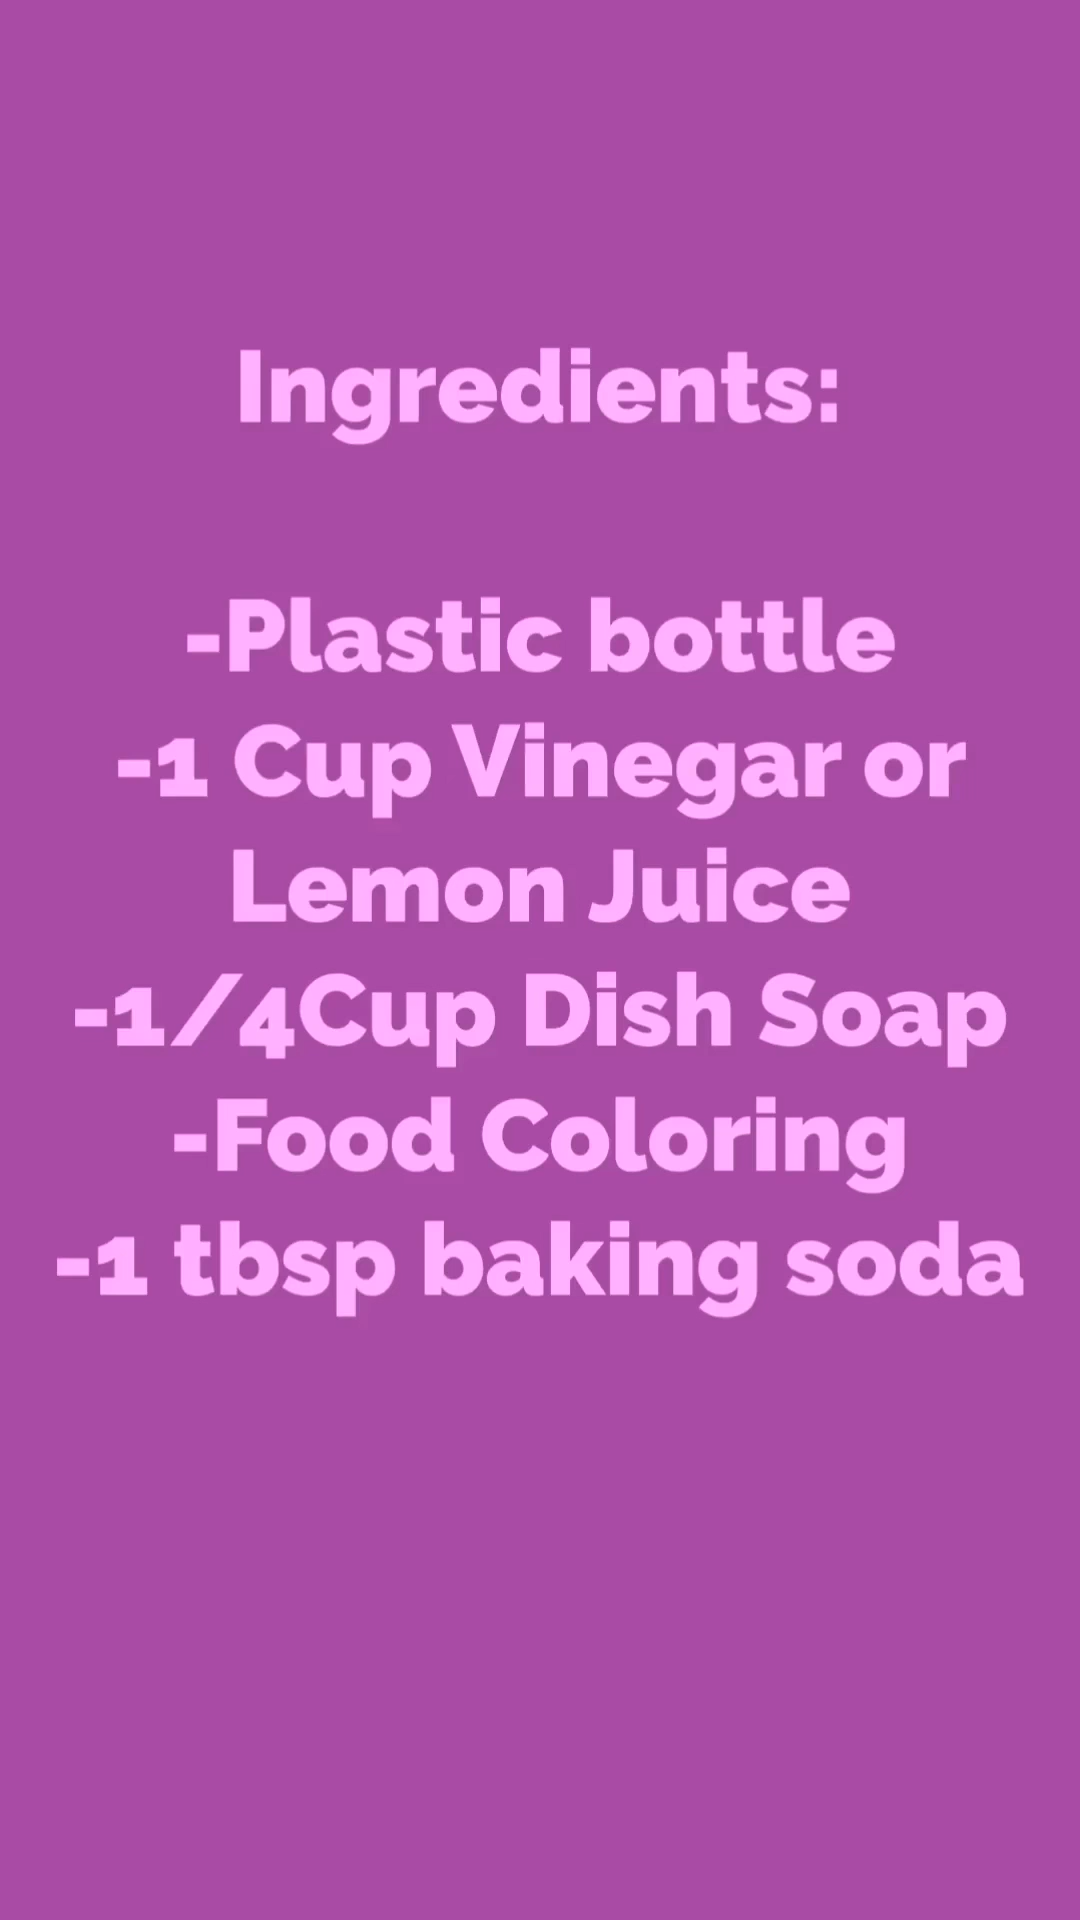 Ingredients:
-Plastic bottle
-1 Cup Vinegar or
Lemon Juice
-1/4Cup Dish Soap
-Food Coloring
-1 tbsp baking soda